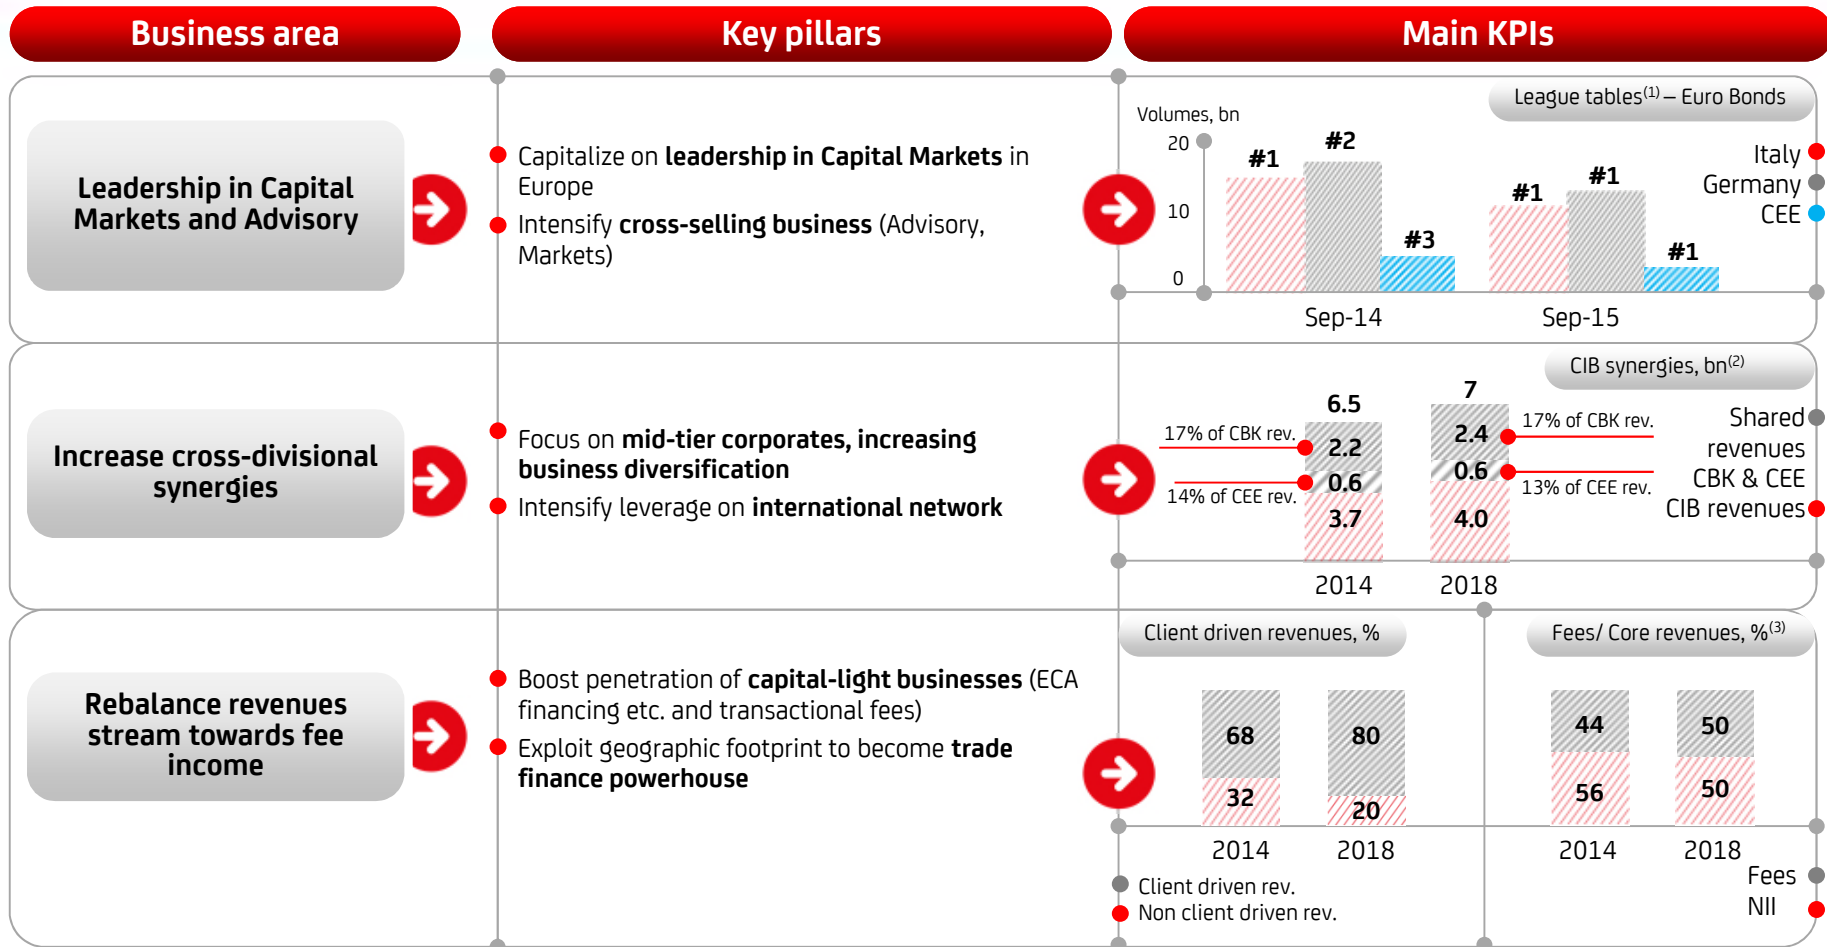 Business area
Key pillars
Main KPIs
Leadership in Capital
Markets and Advisory
Capitalize on leadership in Capital Markets in
Europe
Intensify cross-selling business (Advisory,
Markets)
League tables(1) – Euro Bonds
Volumes, bn
20
10
0
#1
#2
#3
#1
#1
#1
Sep-14
Sep-15
Italy
Germany
CEE
Increase cross-divisional
synergies
Focus on mid-tier corporates, increasing
business diversification
Intensify leverage on international network
CIB synergies, bn(2)
6.5
7
17% of CBK rev.
2.2
2.4
17% of CBK rev.
14% of CEE rev.
0.6
0.6
13% of CEE rev.
3.7
4.0
2014
2018
Shared
revenues
CBK & CEE
CIB revenues
Rebalance revenues
stream towards fee
income
Boost penetration of capital-light businesses (ECA
financing etc. and transactional fees)
Exploit geographic footprint to become trade
finance powerhouse
Client driven revenues, %
68
80
32
20
2014
2018
Client driven rev.
Non client driven rev.
Fees/ Core revenues, %(3)
44
50
56
50
2014
2018
Fees
NII